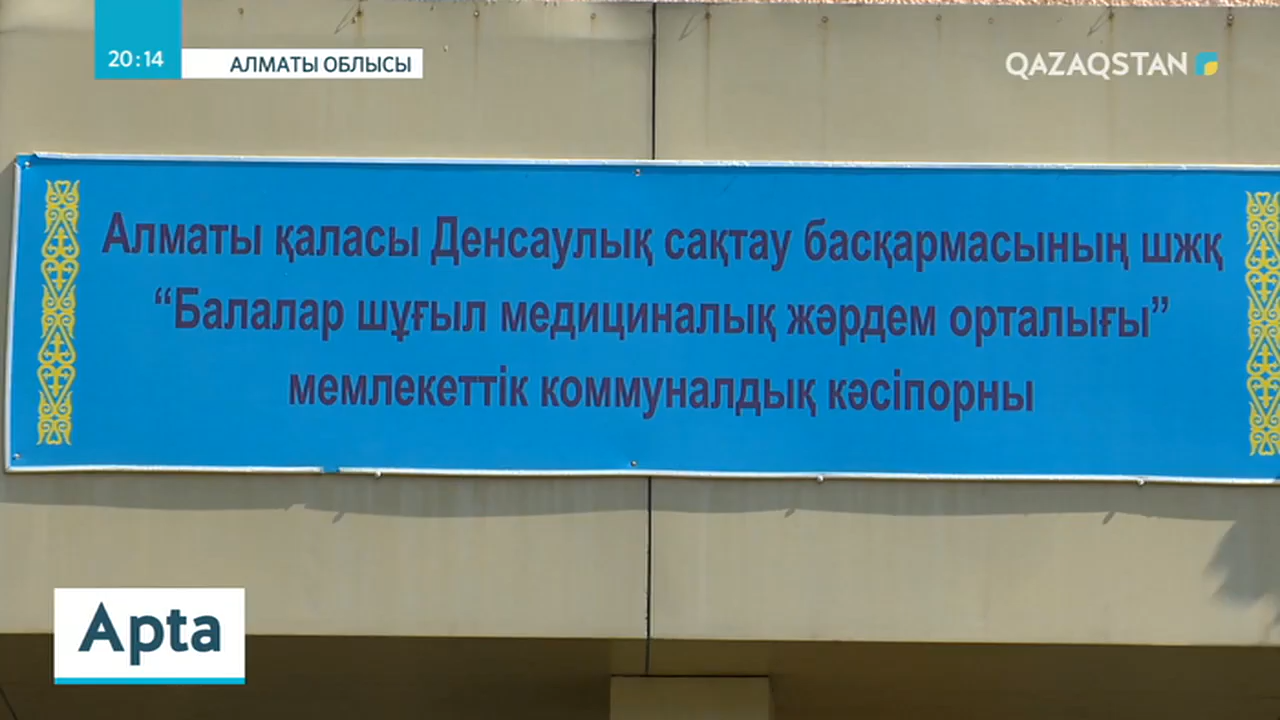 20:14
АЛМАТЫ ОБЛЫСЫ
QAZAQSTAN
Алматы қаласы Денсаулық сақтау басқармасының шжқ
“Балалар шұғыл медициналық жәрдем орталығы”
мемлекеттік коммуналдық кәсіпорны
Apta